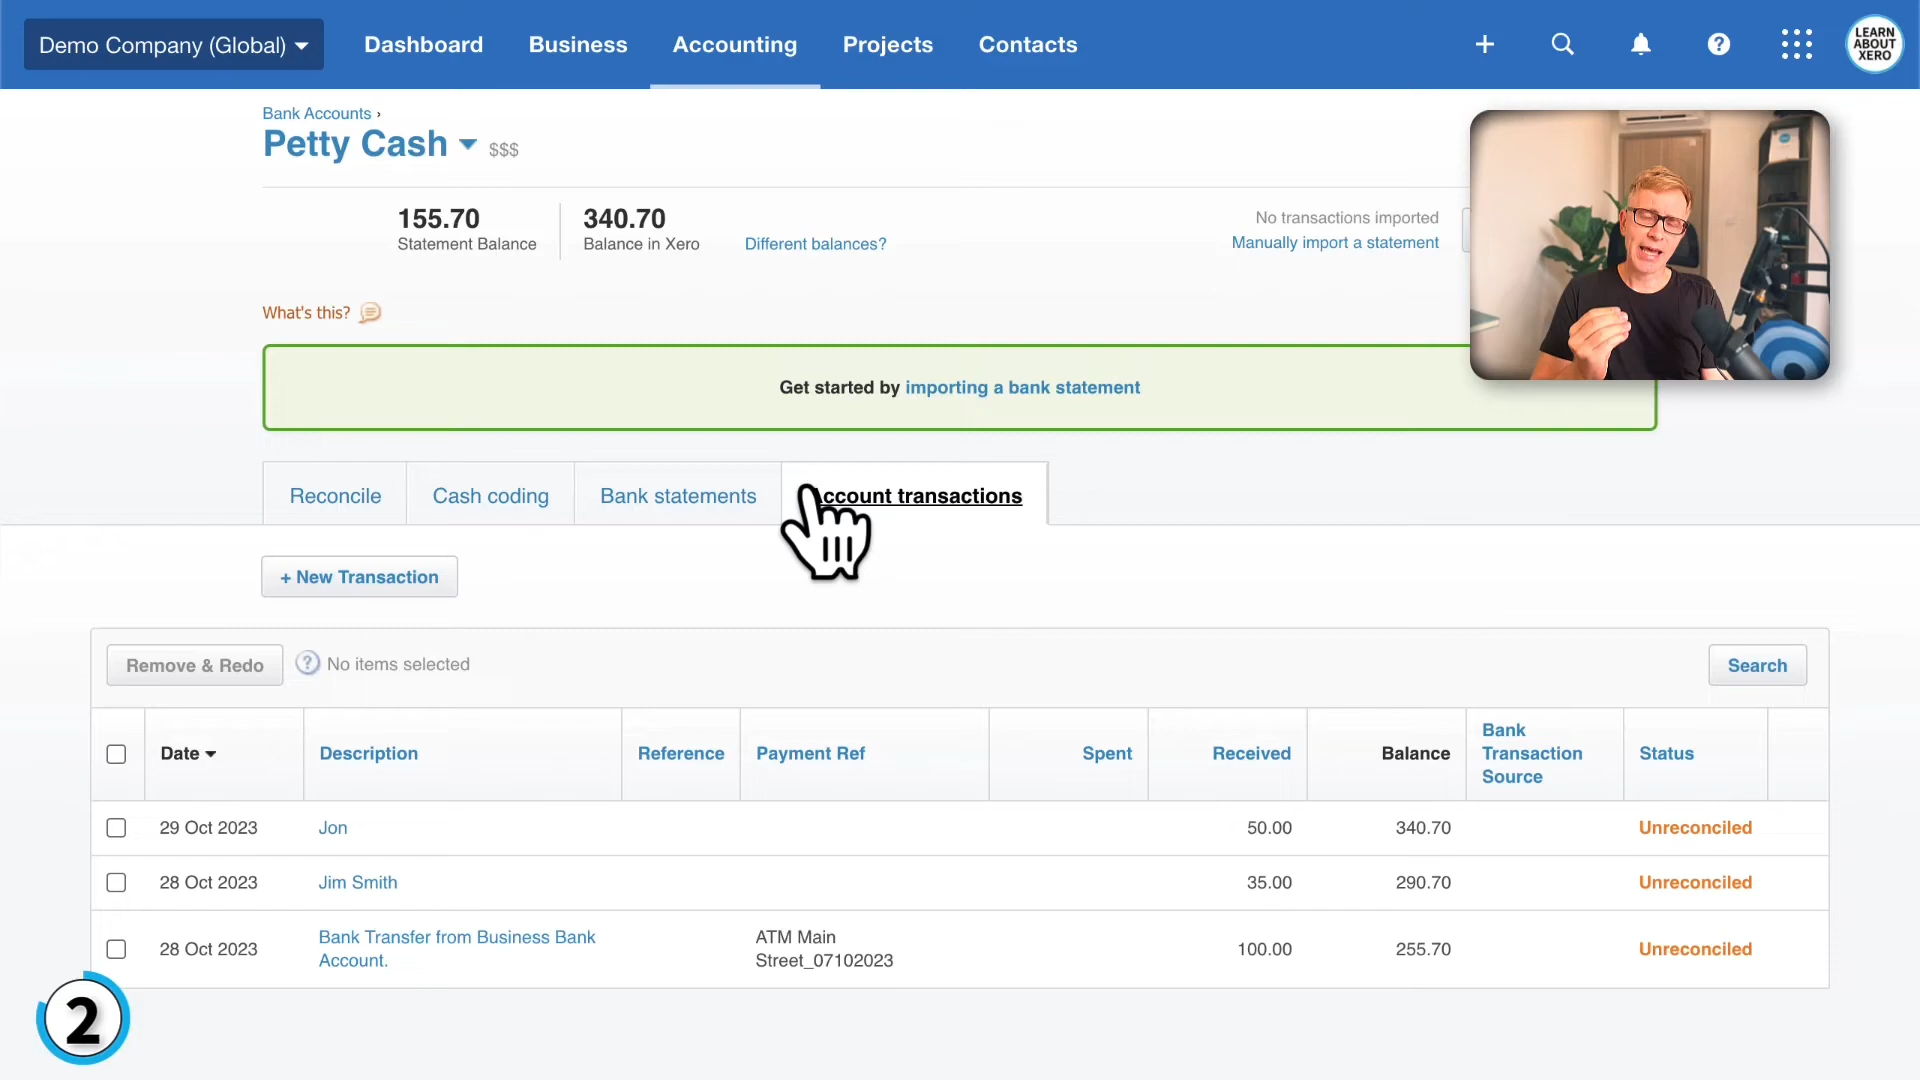 Demo Company (Global)
Dashboard
Business
Accounting
Projects
Contacts
LEARN
ABOUT
XERO
Bank Accounts ›
Petty Cash
$$$
155.70
Statement Balance
340.70
Balance in Xero
Different balances?
No transactions imported
Manually import a statement
What's this?
Get started by importing a bank statement
Reconcile
Cash coding
Bank statements
Account transactions
+ New Transaction
Remove & Redo
? No items selected
Search
Date
Description
Reference
Payment Ref
Spent
Received
Balance
Bank
Transaction
Source
Status
29 Oct 2023 Jon 50.00 340.70 Unreconciled
28 Oct 2023 Jim Smith 35.00 290.70 Unreconciled
28 Oct 2023 Bank Transfer from Business Bank
Account. ATM Main
Street_07102023 100.00 255.70 Unreconciled
2